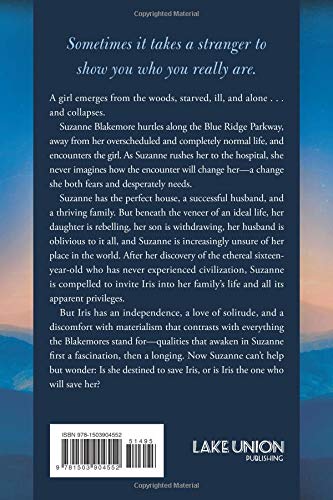 Sometimes it takes a stranger to
show you who you really are.
A girl emerges from the woods, starved, ill, and alone . . .
and collapses.
Suzanne Blakemore hurtles along the Blue Ridge Parkway,
away from her overscheduled and completely normal life, and
encounters the girl. As Suzanne rushes her to the hospital, she
never imagines how the encounter will change her—a change
she both fears and desperately needs.
Suzanne has the perfect house, a successful husband, and
a thriving family. But beneath the veneer of an ideal life, her
daughter is rebelling, her son is withdrawing, her husband is
oblivious to it all, and Suzanne is increasingly unsure of her
place in the world. After her discovery of the ethereal sixteen-
year-old who has never experienced civilization, Suzanne
is compelled to invite Iris into her family's life and all its
apparent privileges.
But Iris has an independence, a love of solitude, and a
discomfort with materialism that contrasts with everything
the Blakemores stand for—qualities that awaken in Suzanne
first a fascination, then a longing. Now Suzanne can't help
but wonder: Is she destined to save Iris, or is Iris the one who
will save her?
ISBN 978-1503904552
51495
9 781503 904552
LAKE UNION
PUBLISHING